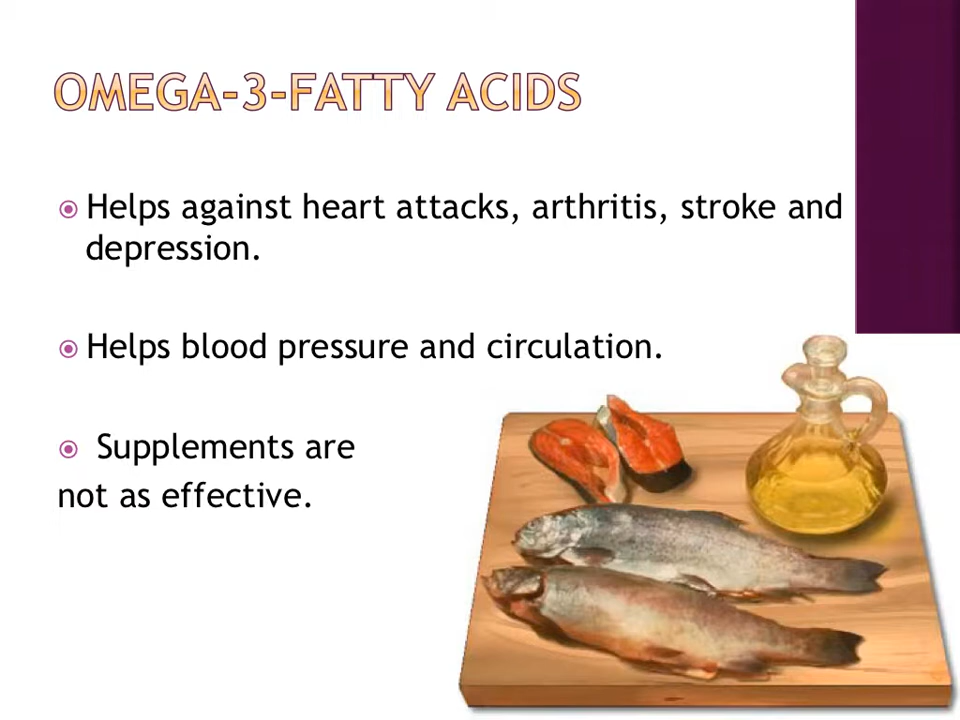 OMEGA-3-FATTY ACIDS
Helps against heart attacks, arthritis, stroke and
depression.
Helps blood pressure and circulation.
Supplements are
not as effective.